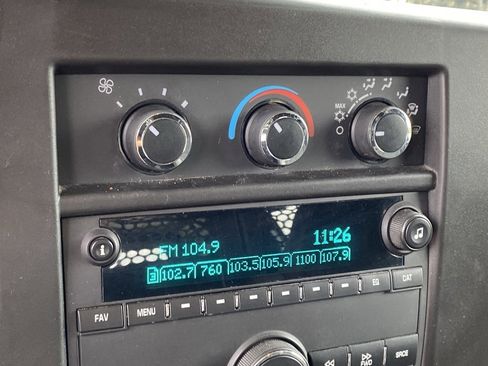 MAX
FM 104.9 11:26
3 102.7 760 103.5 105.9 1100 107.9
FAV MENU EQ CAT
FWD SRCE